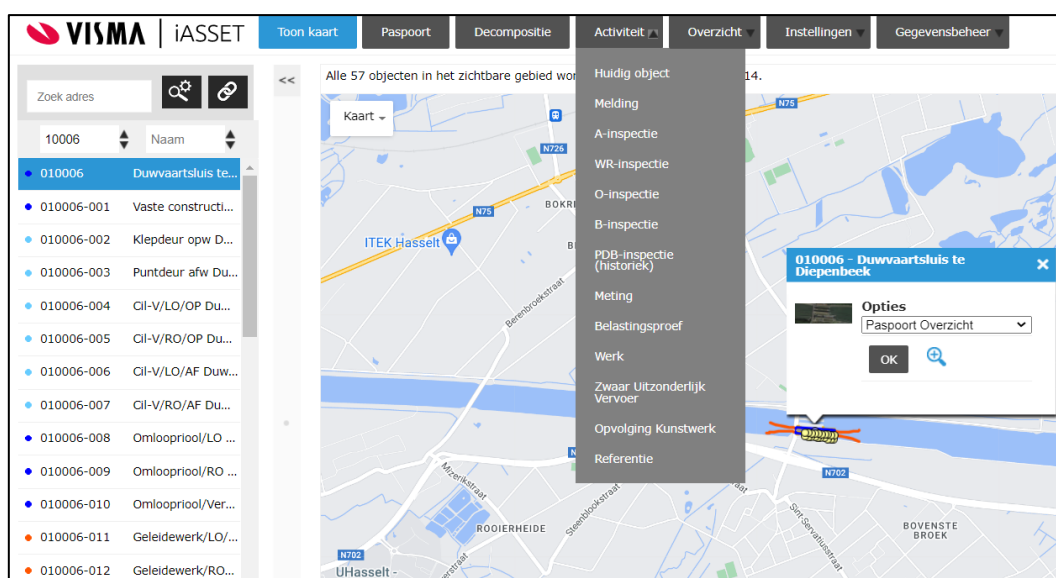 VISMA | iASSET
Toon kaart
Paspoort
Decompositie
Activiteit
Overzicht
Instellingen
Gegevensbeheer
Zoek adres
<<
Alle 57 objecten in het zichtbare gebied
14.
Kaart
10006
Naam
010006 Duwvaartsluis te...
010006-001 Vaste constructi...
010006-002 Klepdeur opw D...
010006-003 Puntdeur afw Du...
010006-004 Cil-V/LO/OP Du...
010006-005 Cil-V/RO/OP Du...
010006-006 Cil-V/LO/AF Duw...
010006-007 Cil-V/RO/AF Du...
010006-008 Omloopriool/LO ...
010006-009 Omloopriool/RO ...
010006-010 Omloopriool/Ver...
010006-011 Geleidewerk/LO/...
010006-012 Geleidewerk/RO...
Huidig object
Melding
A-inspectie
WR-inspectie
O-inspectie
B-inspectie
PDB-inspectie
(historiek)
Meting
Belastingsproef
Werk
Zwaar Uitzonderlijk
Vervoer
Opvolging Kunstwerk
Referentie
N75
N726
N75
ITEK Hasselt
Berenbroekstraat
010006 - Duwvaartsluis te
Diepenbeek
×
Opties
Paspoort Overzicht
OK
N702
Mizerikstraat
Steenblookstraat
Sint-Servatiusstraat
ROOIERHEIDE
BOVENSTE
BROEK
N702
UHasselt -